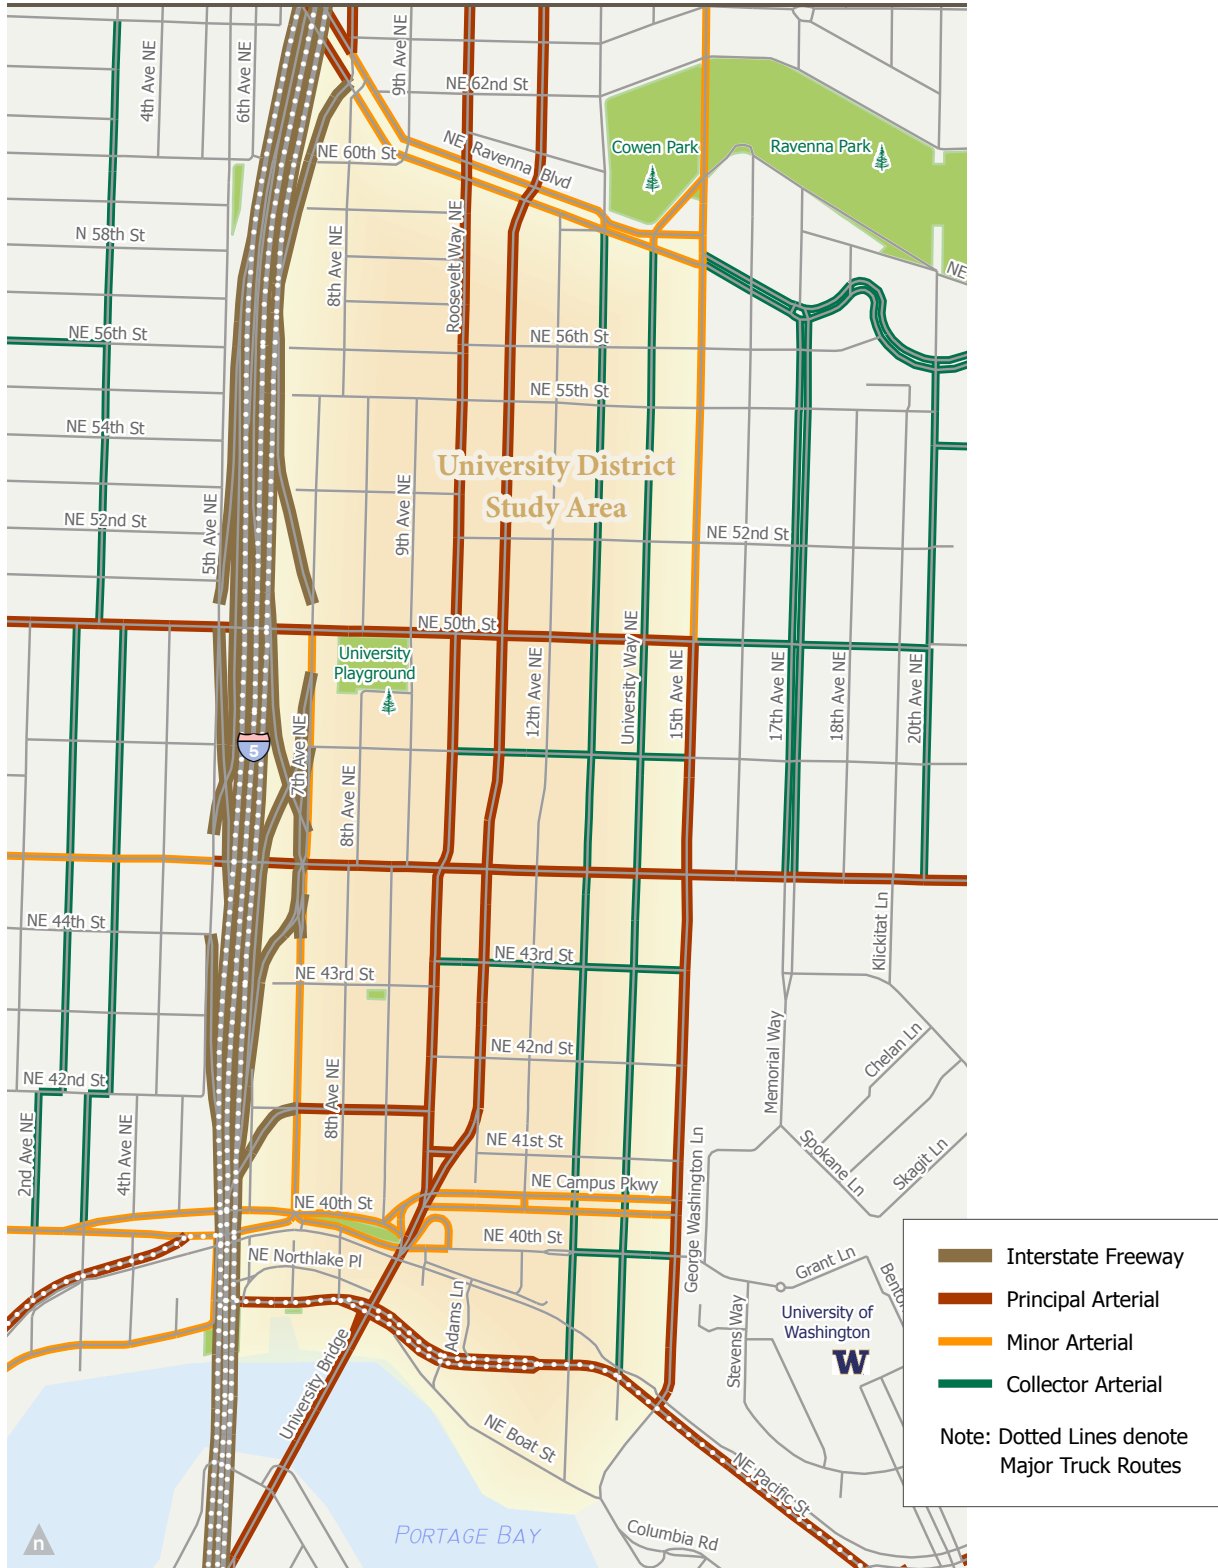 4th Ave NE
6th Ave NE
9th Ave NE
NE 62nd St
NE Ravenna Blvd
Cowen Park
Ravenna Park
NE 60th St
N 58th St
8th Ave NE
Roosevelt Way NE
NE
NE 56th St
NE 56th St
NE 55th St
NE 54th St
University District
Study Area
5th Ave NE
9th Ave NE
NE 52nd St
NE 52nd St
NE 50th St
University
Playground
12th Ave NE
University Way NE
15th Ave NE
17th Ave NE
18th Ave NE
20th Ave NE
5
7th Ave NE
8th Ave NE
NE 44th St
Klickitat Ln
NE 43rd St
NE 43rd St
NE 42nd St
NE 42nd St
8th Ave NE
Memorial Way
Chelan Ln
2nd Ave NE
4th Ave NE
NE 41st St
George Washington Ln
Spokane Ln
Skagit Ln
NE Campus Pkwy
NE 40th St
NE 40th St
NE Northlake Pl
Grant Ln
Benton
Adams Ln
University Bridge
Stevens Way
University of
Washington
W
NE Boat St
NE Pacific St
Columbia Rd
PORTAGE BAY
n
Interstate Freeway
Principal Arterial
Minor Arterial
Collector Arterial
Note: Dotted Lines denote
Major Truck Routes